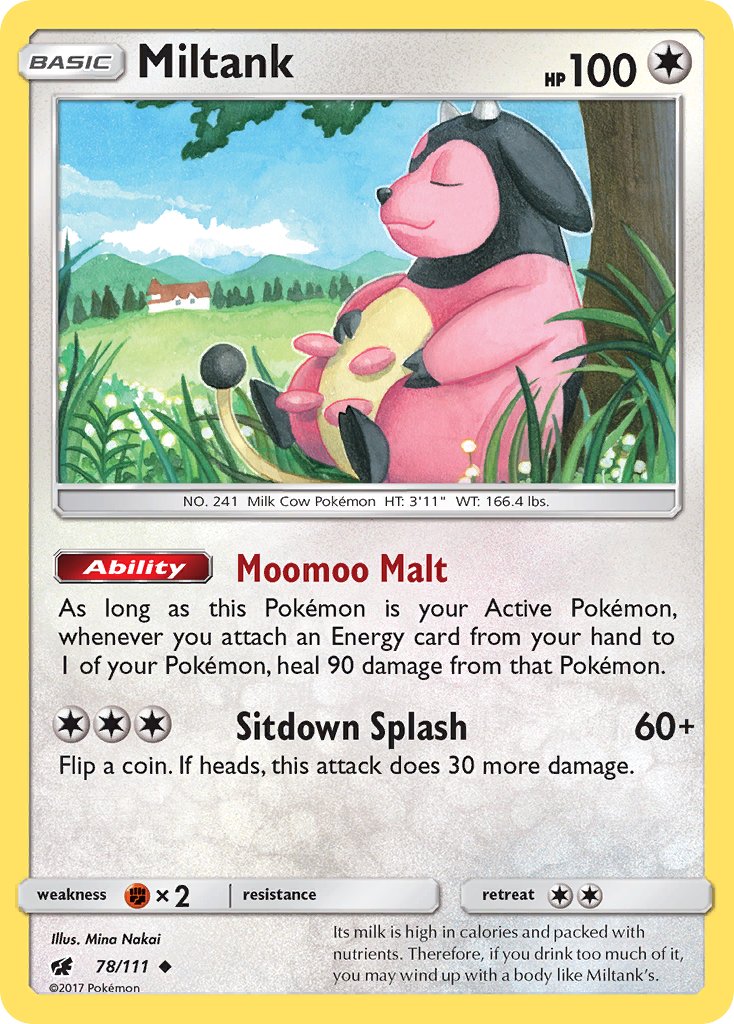 BASIC Miltank HP 100
NO. 241 Milk Cow Pokémon HT: 3'11" WT: 166.4 lbs.
Ability Moomoo Malt
As long as this Pokémon is your Active Pokémon,
whenever you attach an Energy card from your hand to
1 of your Pokémon, heal 90 damage from that Pokémon.
Sitdown Splash 60+
Flip a coin. If heads, this attack does 30 more damage.
weakness ×2 resistance retreat
Illus. Mina Nakai
78/111
©2017 Pokémon
Its milk is high in calories and packed with
nutrients. Therefore, if you drink too much of it,
you may wind up with a body like Miltank's.